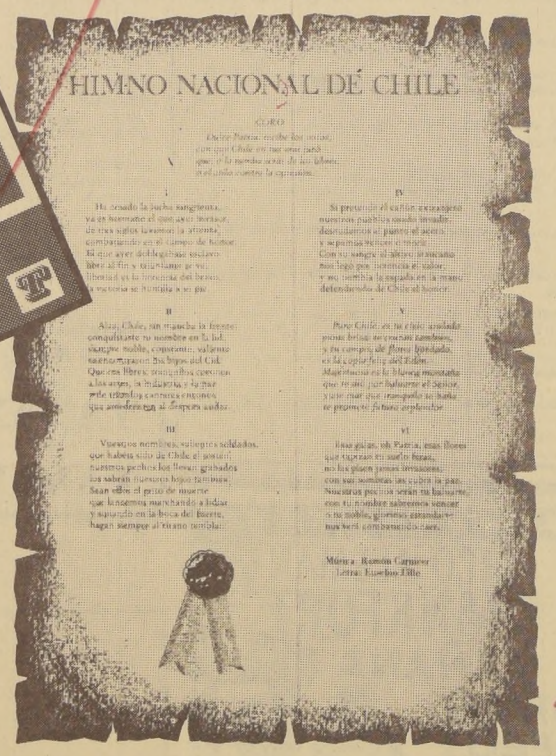 HIMNO NACIONAL DE CHILE
CORO
Dulce Patria, recibe los votos,
con que Chile en tus aras juró
que, o la tumba serás de los libres,
o el asilo contra la opresión.
I
Ha cesado la lucha sangrienta,
ya es hermano el que ayer invasor,
de tres siglos lavamos la afrenta,
combatiendo en el campo de honor.
El que ayer doblegábase esclavo
libre al fin y triunfante se ve,
libertad es la herencia del bravo,
la victoria se humilla a su pie.
II
Alza, Chile, sin mancha la frente
conquistaste tu nombre en la lid,
siempre noble, constante, valiente
te encontraron los hijos del Cid.
Que tus libres, tranquilos coronen
a las artes, la industria y la paz
y de triunfos cantares entonen
que amedrenten al déspota audaz.
III
Vuestros nombres, valientes soldados,
que habéis sido de Chile el sostén,
nuestros pechos los llevan grabados
los sabrán nuestros hijos también.
Sean ellos el grito de muerte
que lancemos marchando a lidiar
y sonando en la boca del fuerte,
hagan siempre al tirano temblar.
IV
Si pretende el cañón extranjero
nuestros pueblos osado invadir,
desnudemos al punto el acero
y sepamos vencer o morir.
Con su sangre el altivo araucano
nos legó por herencia el valor,
y no tiembla la espada en la mano
defendiendo de Chile el honor.
V
Puro, Chile, es tu cielo azulado
puras brisas te cruzan también,
y tu campo, de flores bordado,
es la copia feliz del Edén.
Majestuosa es la blanca montaña
que te dio por baluarte el Señor,
y ese mar que tranquilo te baña
te promete futuro esplendor.
VI
Esas galas, oh Patria, esas flores
que tapizan tu suelo feraz,
no las pisen jamás invasores,
con sus sombras las cubra la paz.
Nuestros pechos serán tu baluarte,
con tu nombre sabremos vencer
o tu noble, glorioso estandarte
nos verá combatiendo caer.
Música: Ramón Carnicer
Letra: Eusebio Lillo
T